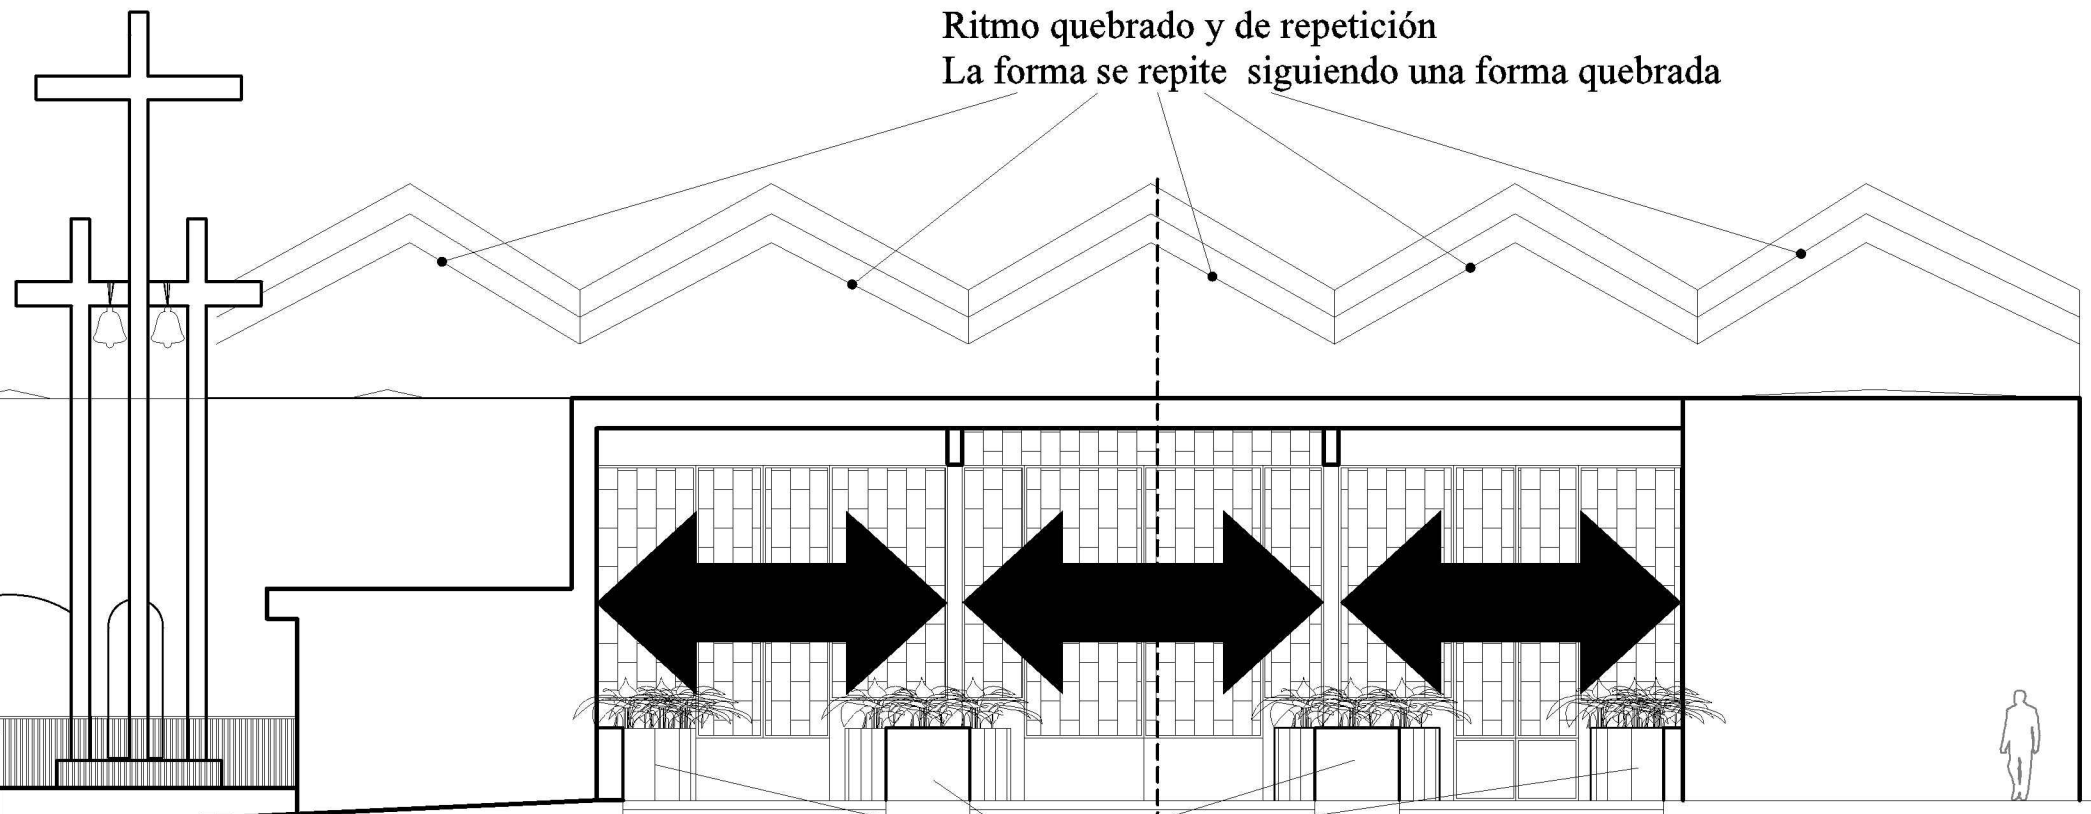 Ritmo quebrado y de repetición
La forma se repite siguiendo una forma quebrada